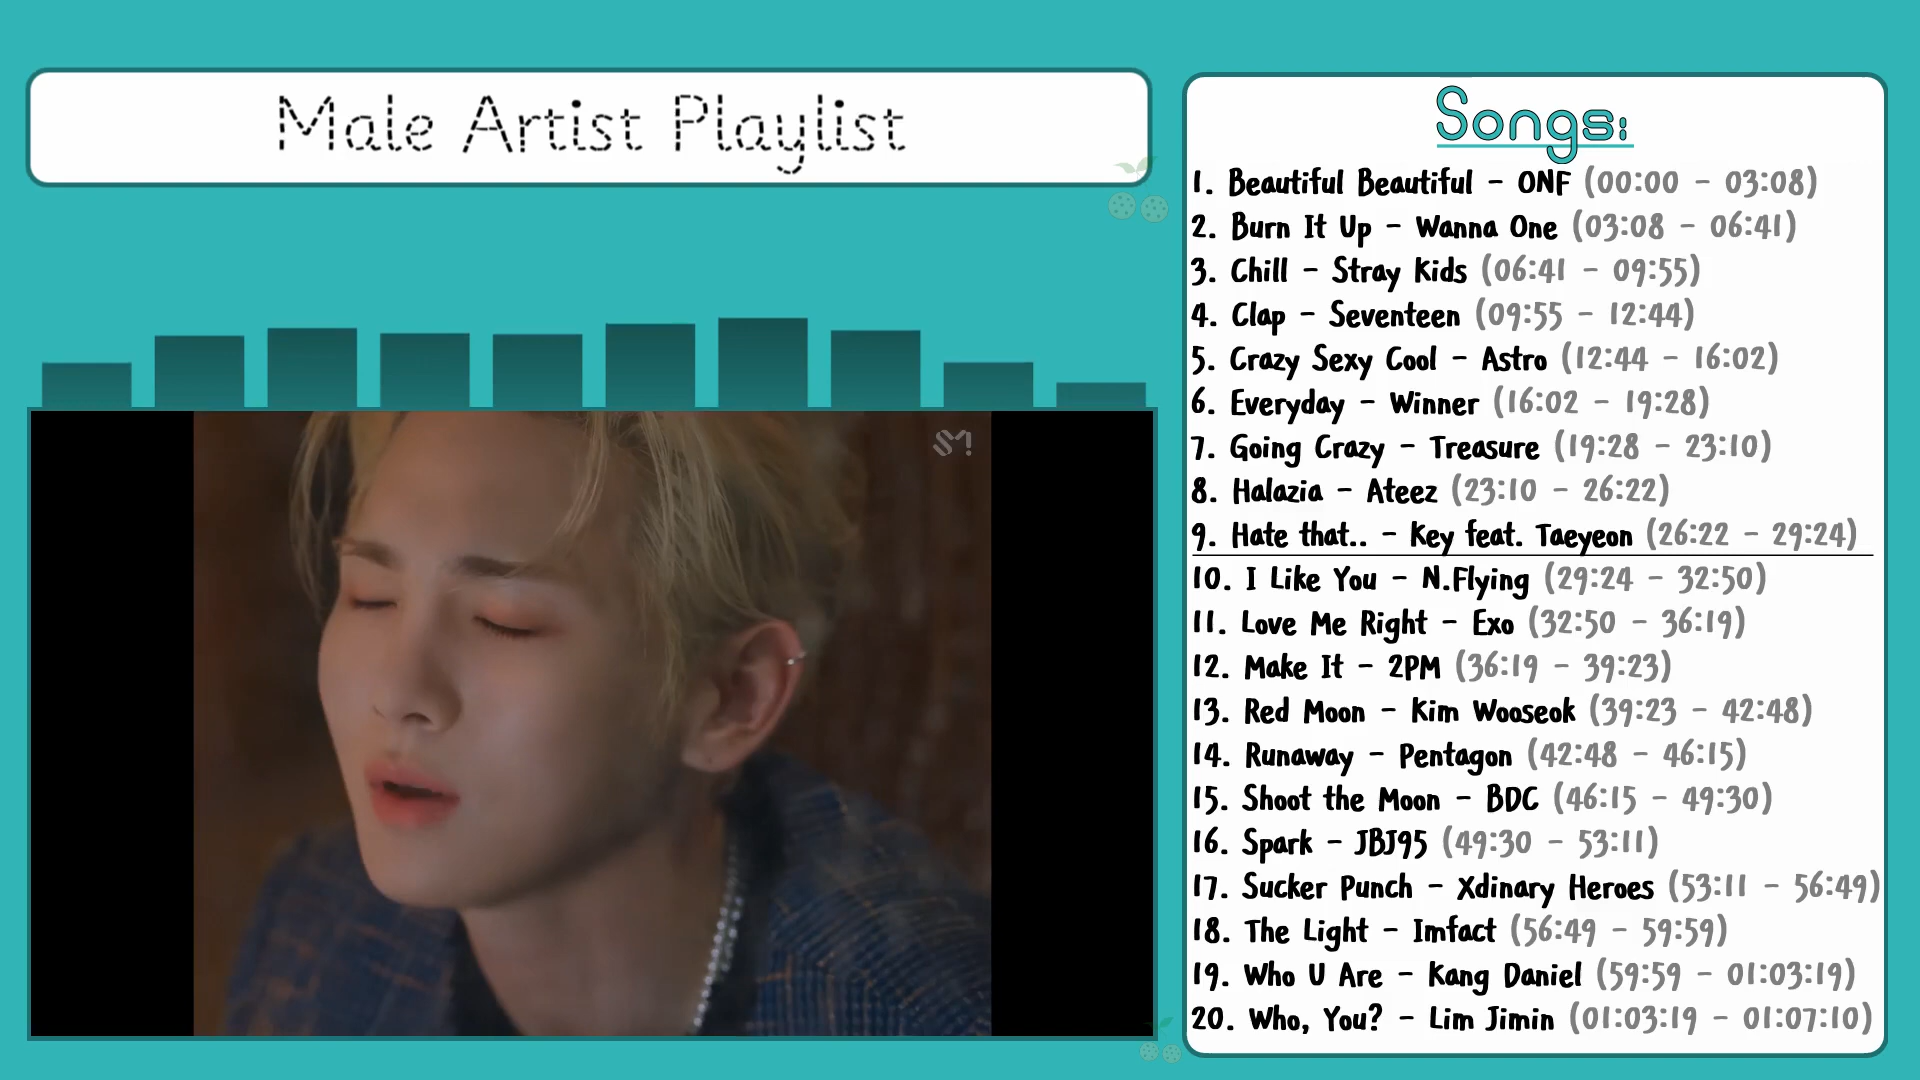 Male Artist Playlist
SM!
Songs:
1. Beautiful Beautiful - ONF (00:00 - 03:08)
2. Burn It Up - Wanna One (03:08 - 06:41)
3. Chill - Stray Kids (06:41 - 09:55)
4. Clap - Seventeen (09:55 - 12:44)
5. Crazy Sexy Cool - Astro (12:44 - 16:02)
6. Everyday - Winner (16:02 - 19:28)
7. Going Crazy - Treasure (19:28 - 23:10)
8. Halazia - Ateez (23:10 - 26:22)
9. Hate that.. - Key feat. Taeyeon (26:22 - 29:24)
10. I Like You - N.Flying (29:24 - 32:50)
11. Love Me Right - Exo (32:50 - 36:19)
12. Make It - 2PM (36:19 - 39:23)
13. Red Moon - Kim Wooseok (39:23 - 42:48)
14. Runaway - Pentagon (42:48 - 46:15)
15. Shoot the Moon - BDC (46:15 - 49:30)
16. Spark - JBJ95 (49:30 - 53:11)
17. Sucker Punch - Xdinary Heroes (53:11 - 56:49)
18. The Light - Imfact (56:49 - 59:59)
19. Who U Are - Kang Daniel (59:59 - 01:03:19)
20. Who, You? - Lim Jimin (01:03:19 - 01:07:10)